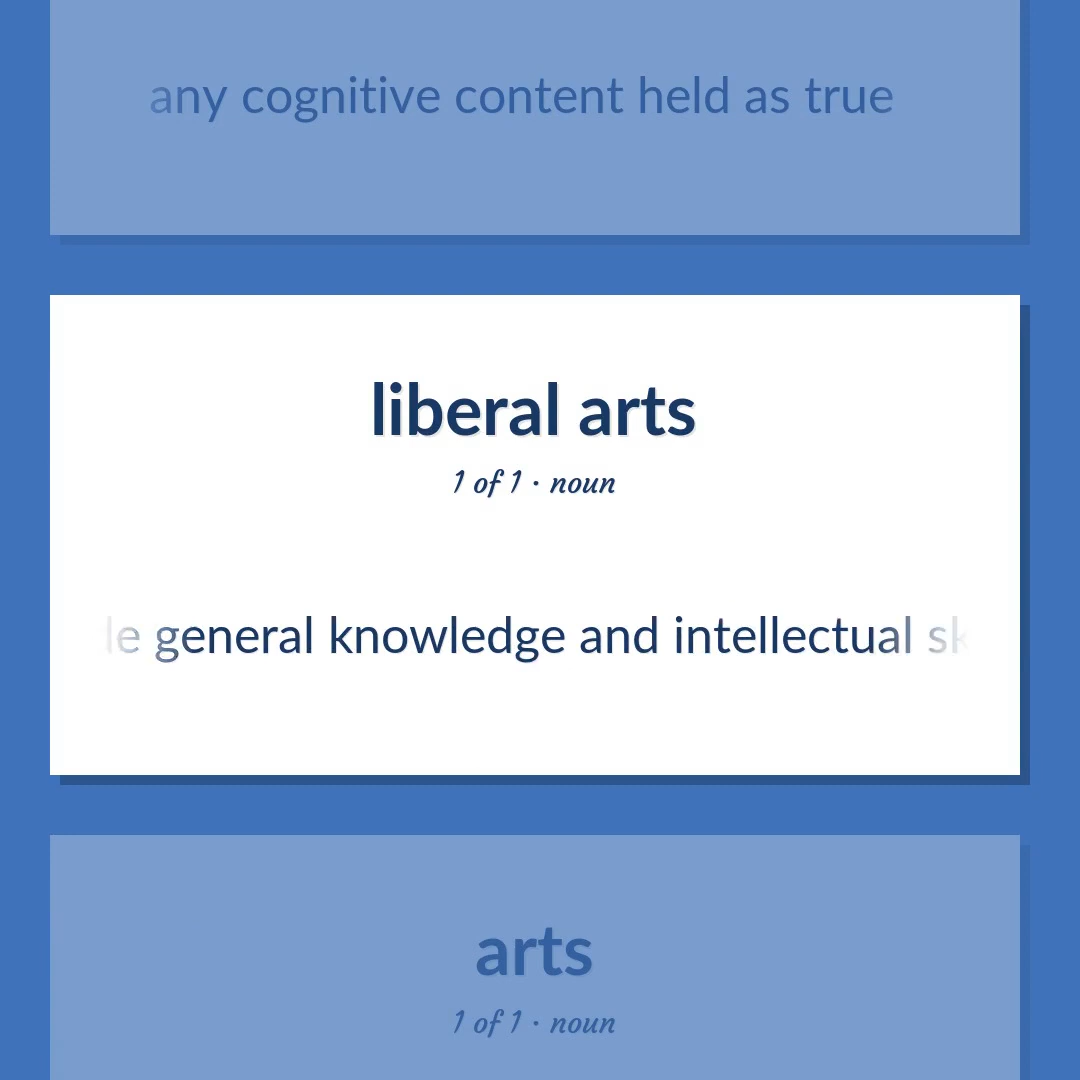 any cognitive content held as true
liberal arts
1 of 1 · noun
general knowledge and intellectual
arts
1 of 1 · noun